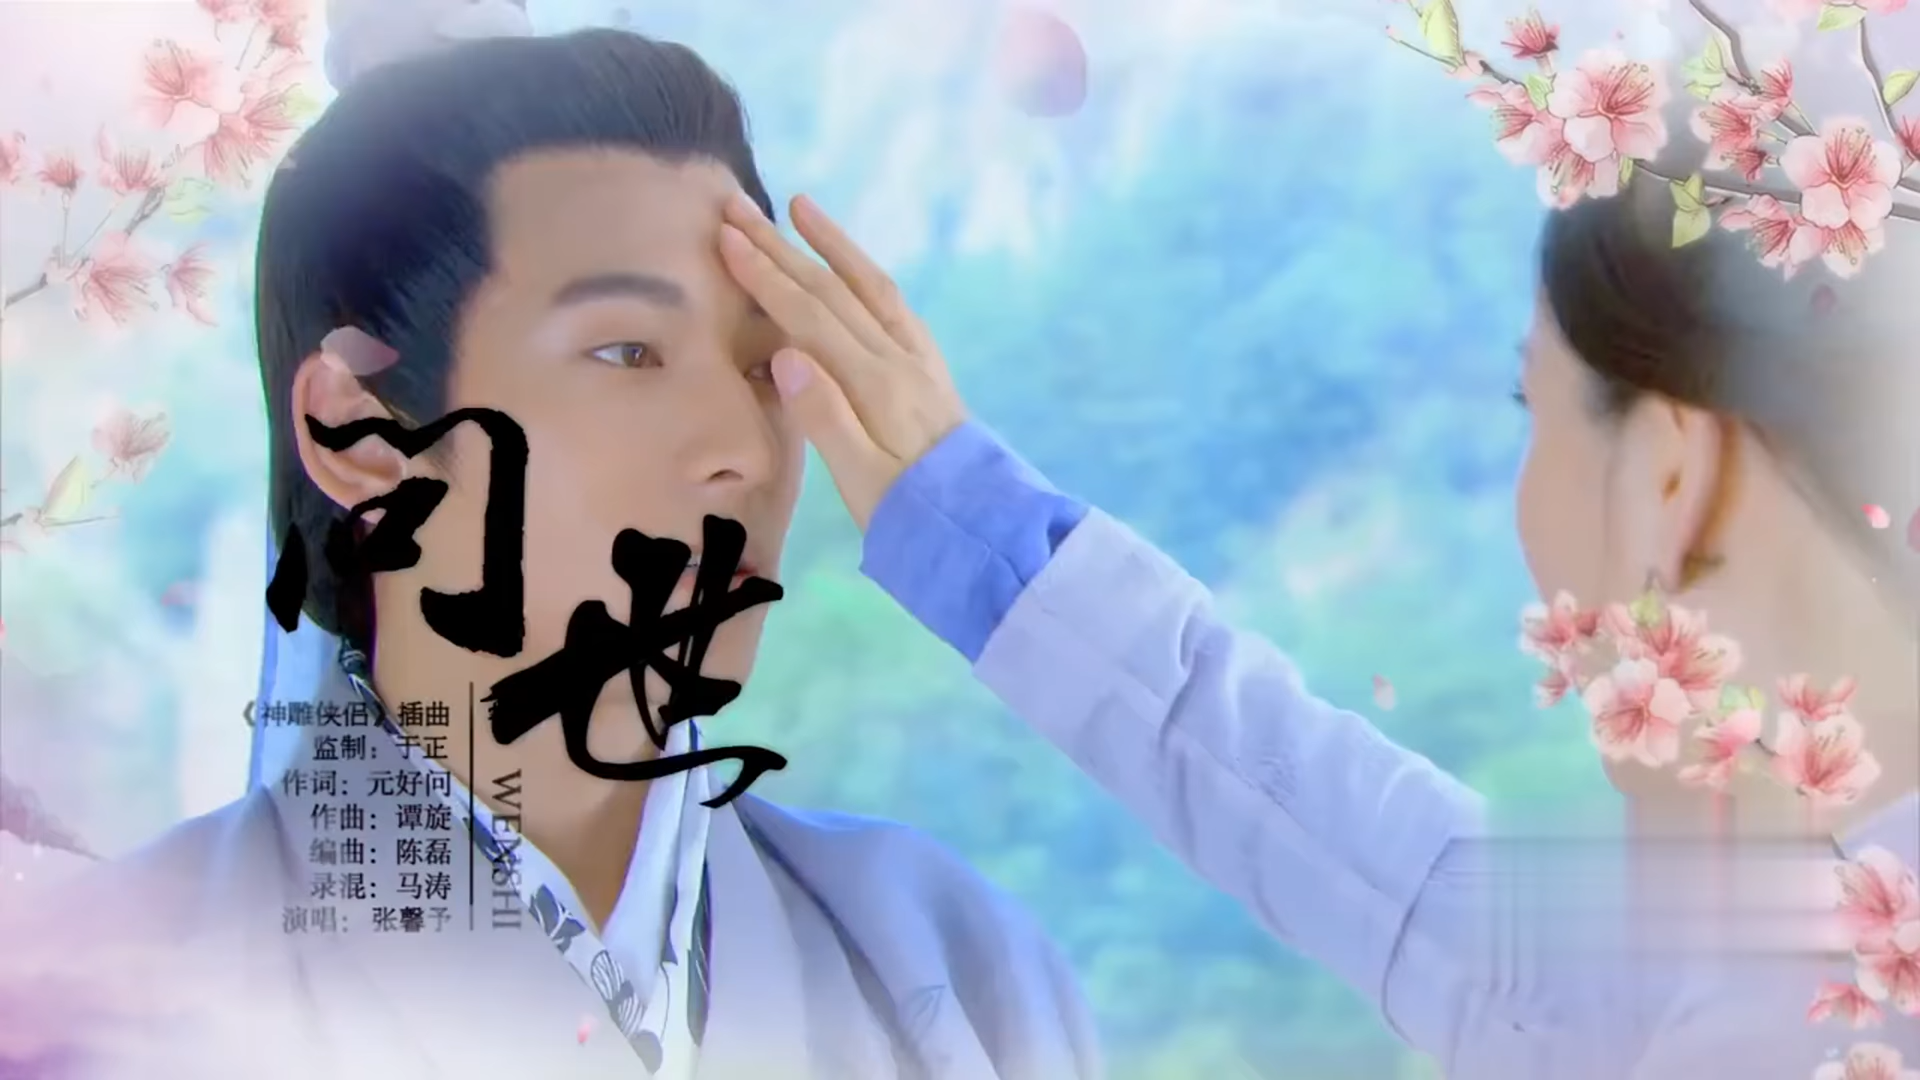 问世
《神雕侠侣》插曲
监制：于正
作词：元好问
作曲：谭旋
编曲：陈磊
录混：马涛
演唱：张馨予
WENSHI